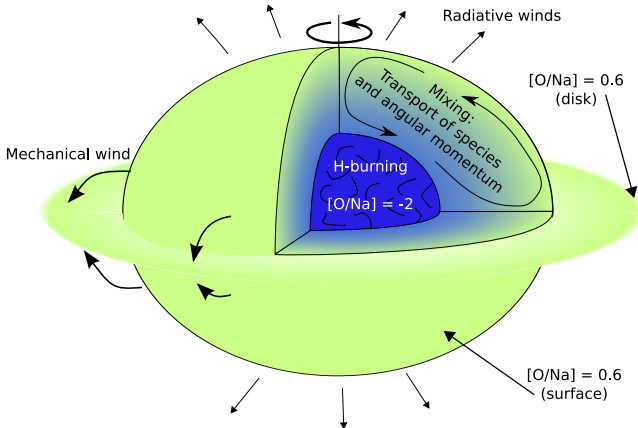 Radiative winds
[O/Na] = 0.6
(disk)
Mixing:
Transport of species
and angular momentum
Mechanical wind
H-burning
[O/Na] = -2
[O/Na] = 0.6
(surface)